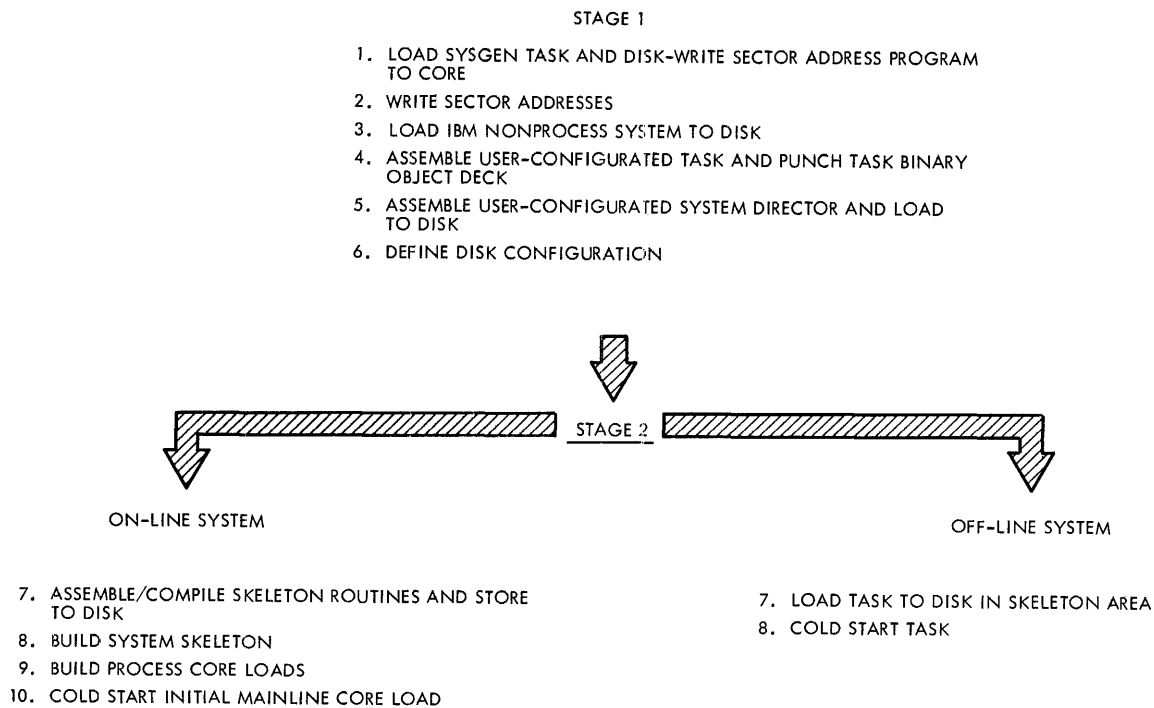 STAGE 1
1. LOAD SYSGEN TASK AND DISK-WRITE SECTOR ADDRESS PROGRAM
TO CORE
2. WRITE SECTOR ADDRESSES
3. LOAD IBM NONPROCESS SYSTEM TO DISK
4. ASSEMBLE USER-CONFIGURATED TASK AND PUNCH TASK BINARY
OBJECT DECK
5. ASSEMBLE USER-CONFIGURATED SYSTEM DIRECTOR AND LOAD
TO DISK
6. DEFINE DISK CONFIGURATION
STAGE 2
ON-LINE SYSTEM
7. ASSEMBLE/COMPILE SKELETON ROUTINES AND STORE
TO DISK
8. BUILD SYSTEM SKELETON
9. BUILD PROCESS CORE LOADS
10. COLD START INITIAL MAINLINE CORE LOAD
OFF-LINE SYSTEM
7. LOAD TASK TO DISK IN SKELETON AREA
8. COLD START TASK